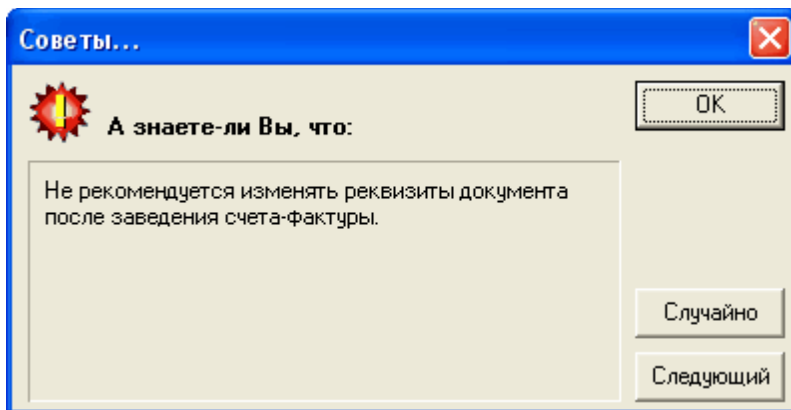 Советы...
OK
А знаете-ли Вы, что:
Не рекомендуется изменять реквизиты документа
после заведения счета-фактуры.
Случайно
Следующий